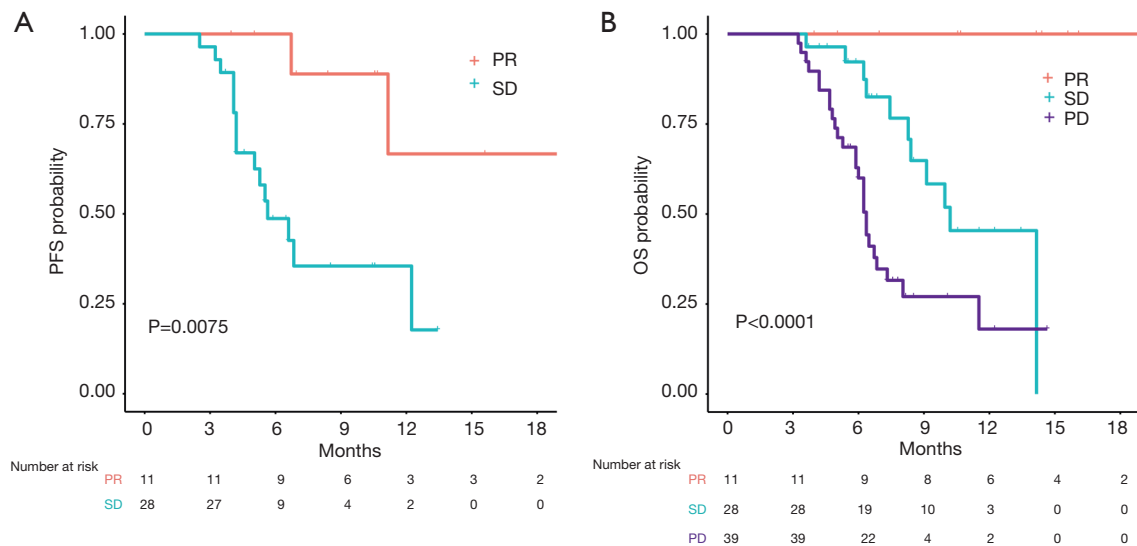 A
1.00
0.75
0.50
0.25
0.00
PFS probability
PR
SD
P=0.0075
0 3 6 9 12 15 18
Months
Number at risk
PR 11 11 9 6 3 3 2
SD 28 27 9 4 2 0 0
B
1.00
0.75
0.50
0.25
0.00
OS probability
PR
SD
PD
P<0.0001
0 3 6 9 12 15 18
Months
Number at risk
PR 11 11 9 8 6 4 2
SD 28 28 19 10 3 0 0
PD 39 39 22 4 2 0 0